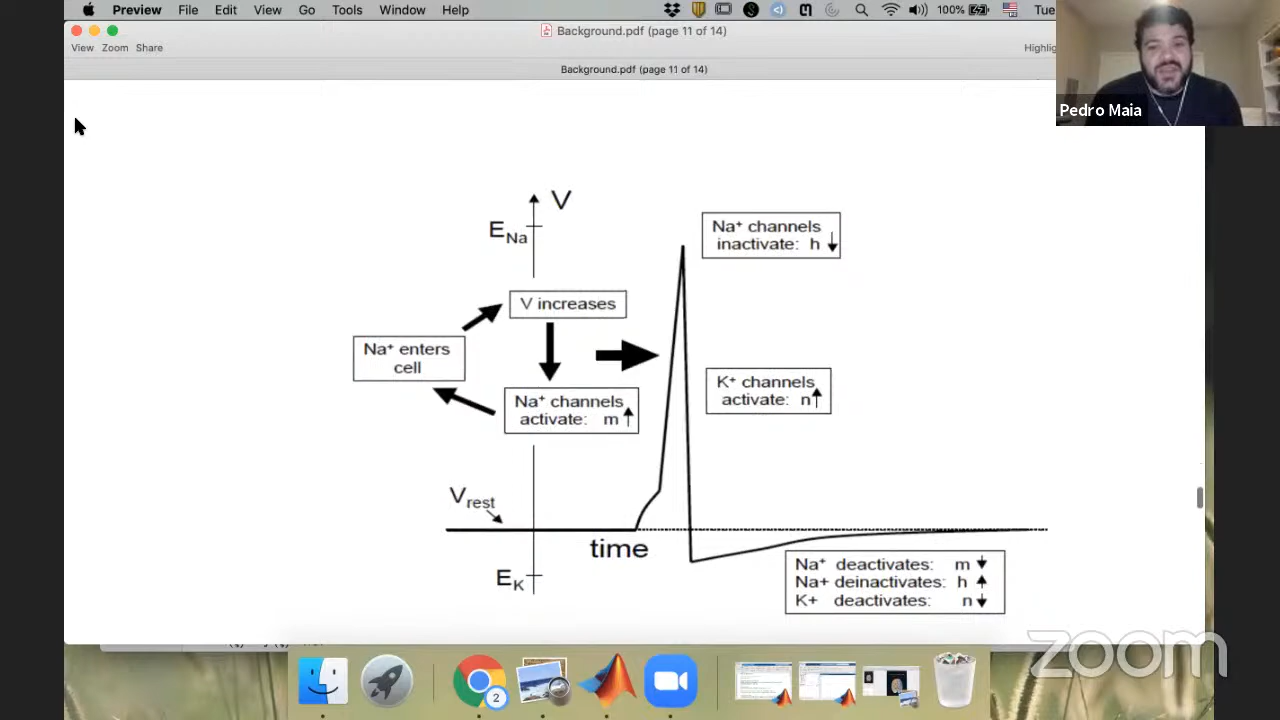 Preview File Edit View Go Tools Window Help 100% Tue
Background.pdf (page 11 of 14)
View Zoom Share Highlig
Background.pdf (page 11 of 14)
Pedro Maia
V
ENa
Na+ channels
inactivate: h ↓
V increases
Na+ enters
cell
Na+ channels
activate: m ↑
K+ channels
activate: n ↑
Vrest
time
EK
Na+ deactivates: m ↓
Na+ deinactivates: h ↑
K+ deactivates: n ↓
zoom
2